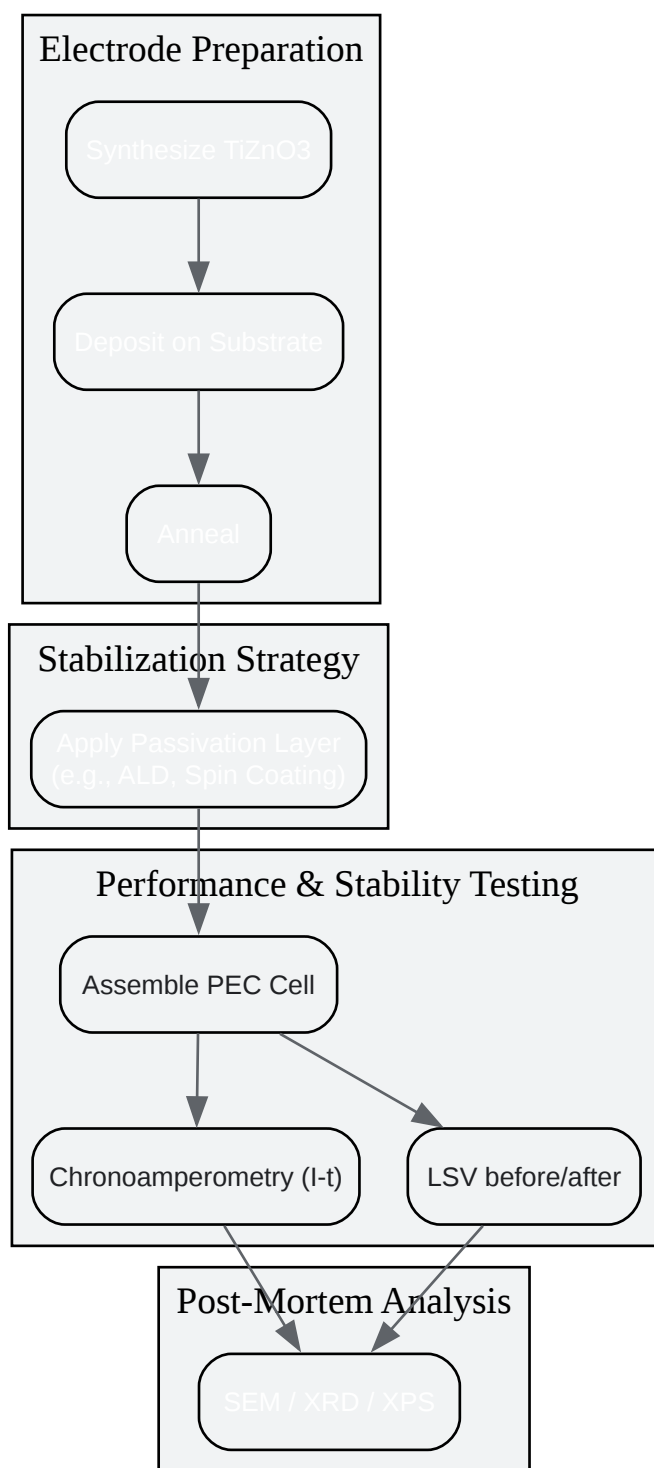 Electrode Preparation
Synthesize TiZnO3
Deposit on Substrate
Anneal
Stabilization Strategy
Apply Passivation Layer
(e.g., ALD, Spin Coating)
Performance & Stability Testing
Assemble PEC Cell
Chronoamperometry (I-t)
LSV before/after
Post-Mortem Analysis
SEM / XRD / XPS